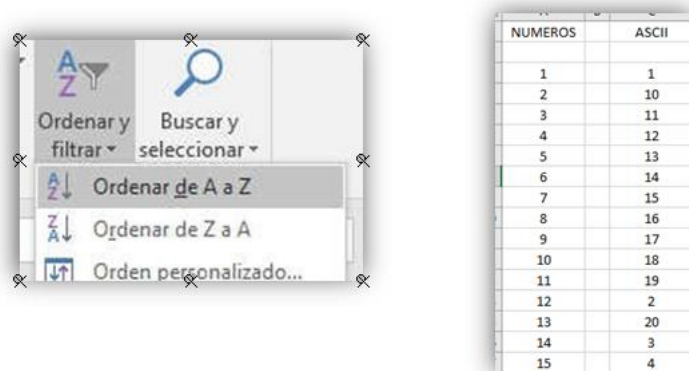 Ordenar y
filtrar
Buscar y
seleccionar
Ordenar de A a Z
Ordenar de Z a A
Orden personalizado...
NUMEROS ASCII
1 1
2 10
3 11
4 12
5 13
6 14
7 15
8 16
9 17
10 18
11 19
12 2
13 20
14 3
15 4